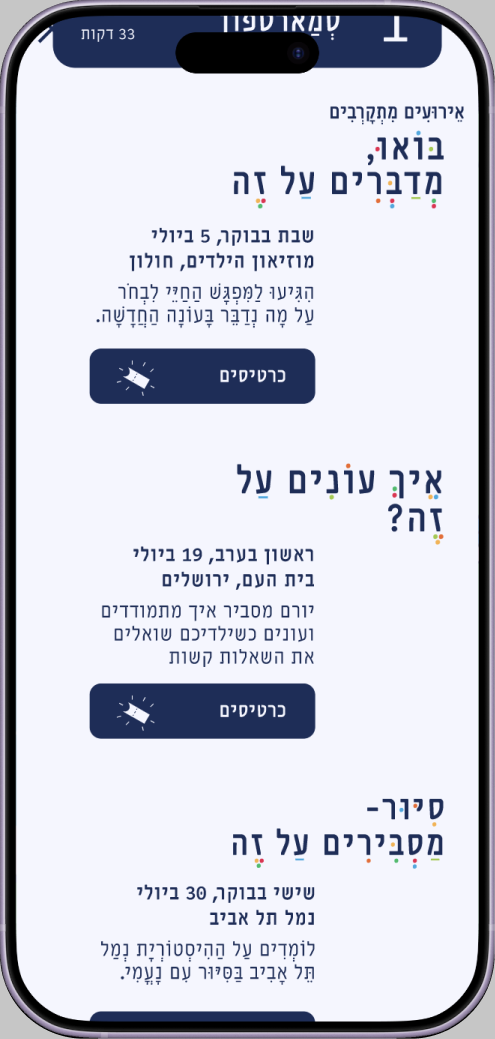 1
סְמַארטפוֹן
33 דקות
אֵירוּעִים מִתְקָרְבִים
בּוֹאוּ,
מְדַבְּרִים עַל זֶה
שבת בבוקר, 5 ביולי
מוזיאון הילדים, חולון
הַגִּיעוּ לַמִּפְגָּשׁ הַחַיֵּי לִבְחֹר
עַל מָה נְדַבֵּר בָּעוֹנָה הַחֲדָשָׁה.
כרטיסים
אֵיךְ עוֹנִים עַל
זֶה?
ראשון בערב, 19 ביולי
בית העם, ירושלים
יורם מסביר איך מתמודדים
ועונים כשילדיכם שואלים
את השאלות קשות
כרטיסים
סִיּוּר-
מַסְבִּירִים עַל זֶה
שישי בבוקר, 30 ביולי
נמל תל אביב
לוֹמְדִים עַל הַהִיסְטוֹרְיָת נְמַל
תֵּל אָבִיב בַּסִּיּוּר עִם נָעֳמִי.